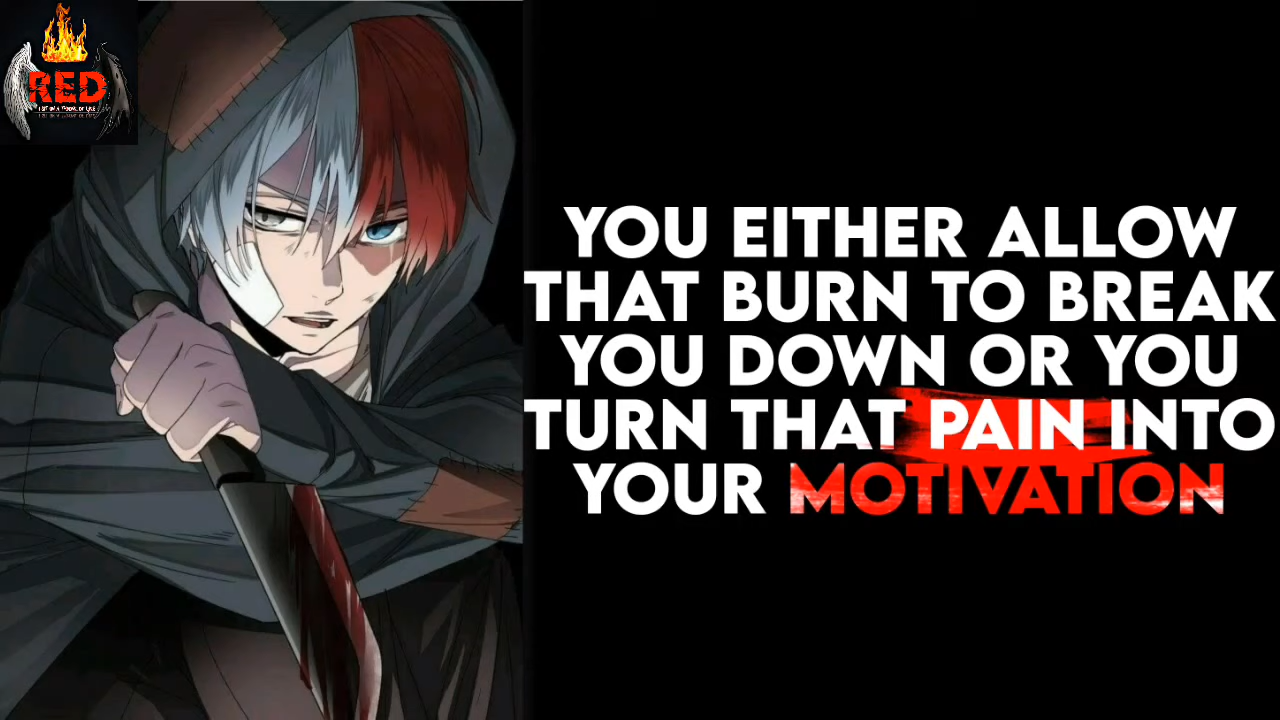 RED
YOU EITHER ALLOW
THAT BURN TO BREAK
YOU DOWN OR YOU
TURN THAT PAIN INTO
YOUR MOTIVATION